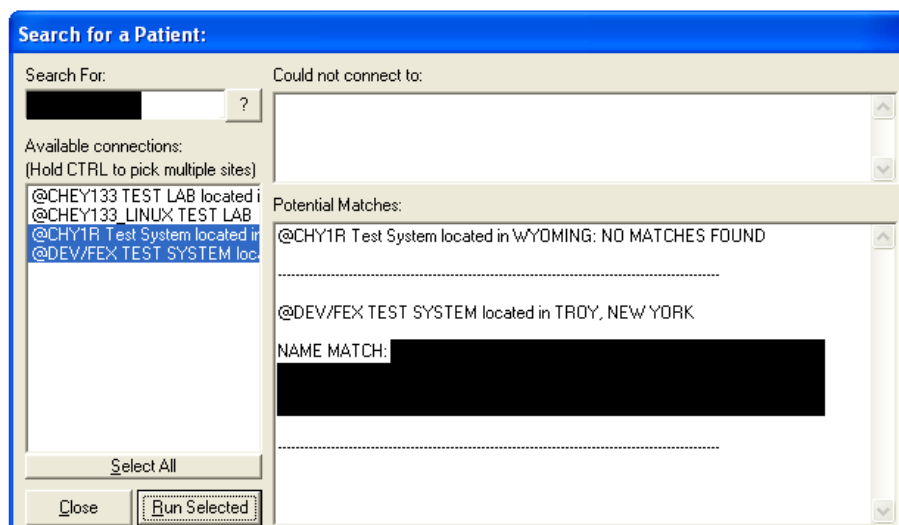 Search for a Patient:
Search For:
?
Available connections:
(Hold CTRL to pick multiple sites)
@CHEY133 TEST LAB located i
@CHEY133_LINUX TEST LAB
@CHY1R Test System located in
@DEV/FEX TEST SYSTEM loc
Select All
Close
Run Selected
Could not connect to:
Potential Matches:
@CHY1R Test System located in WYOMING: NO MATCHES FOUND
--------------------------------------------------------------------------------
@DEV/FEX TEST SYSTEM located in TROY, NEW YORK
NAME MATCH:
--------------------------------------------------------------------------------